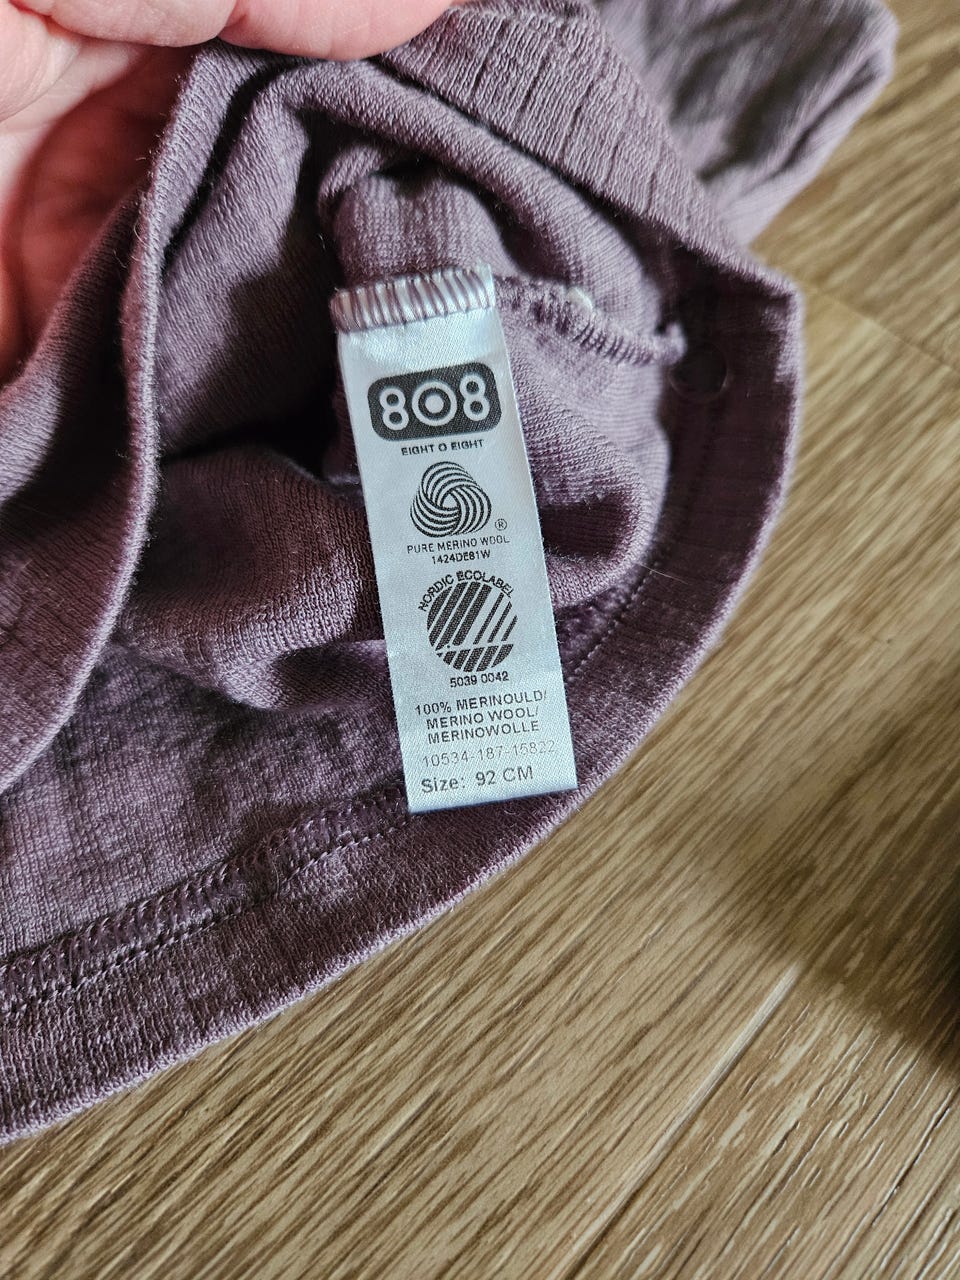 808
EIGHT O EIGHT
®
PURE MERINO WOOL
1424DE81W
NORDIC ECOLABEL
5039 0042
100% MERINOULD/
MERINO WOOL/
MERINOWOLLE
10534-187-15822
Size: 92 CM